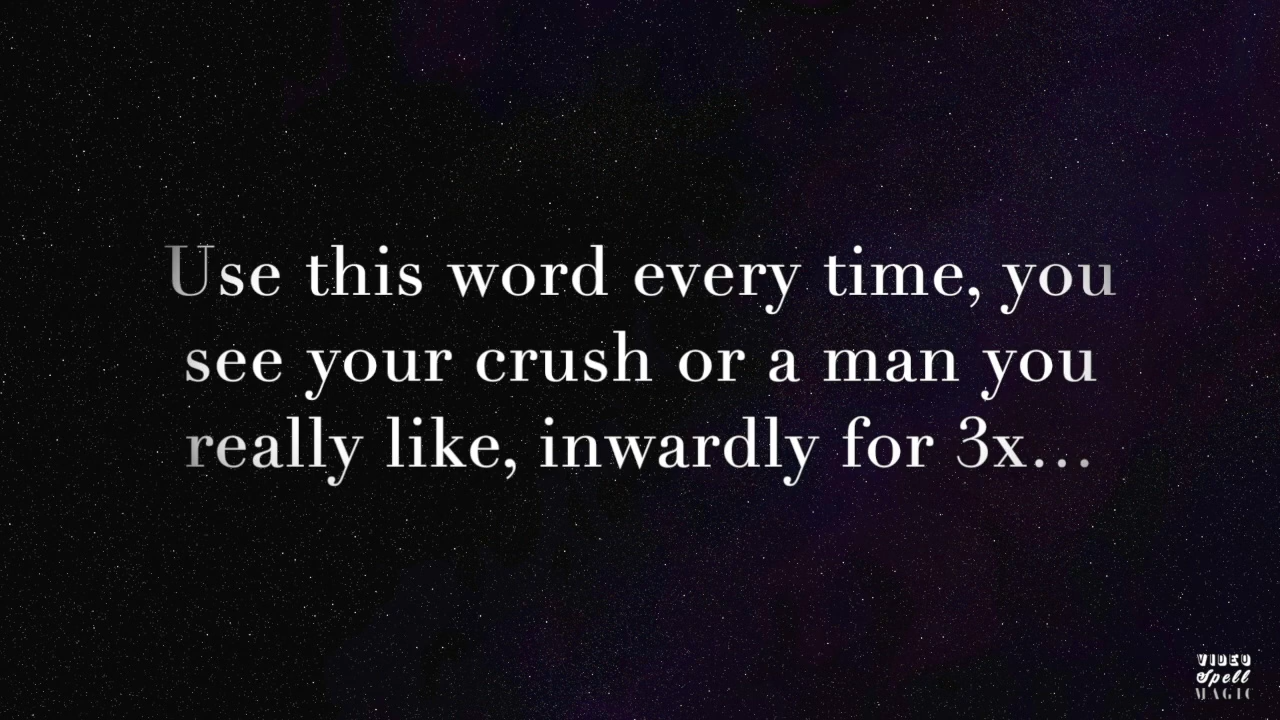 Use this word every time, you
see your crush or a man you
really like, inwardly for 3x...
VIDEO
Spell
MAGIC